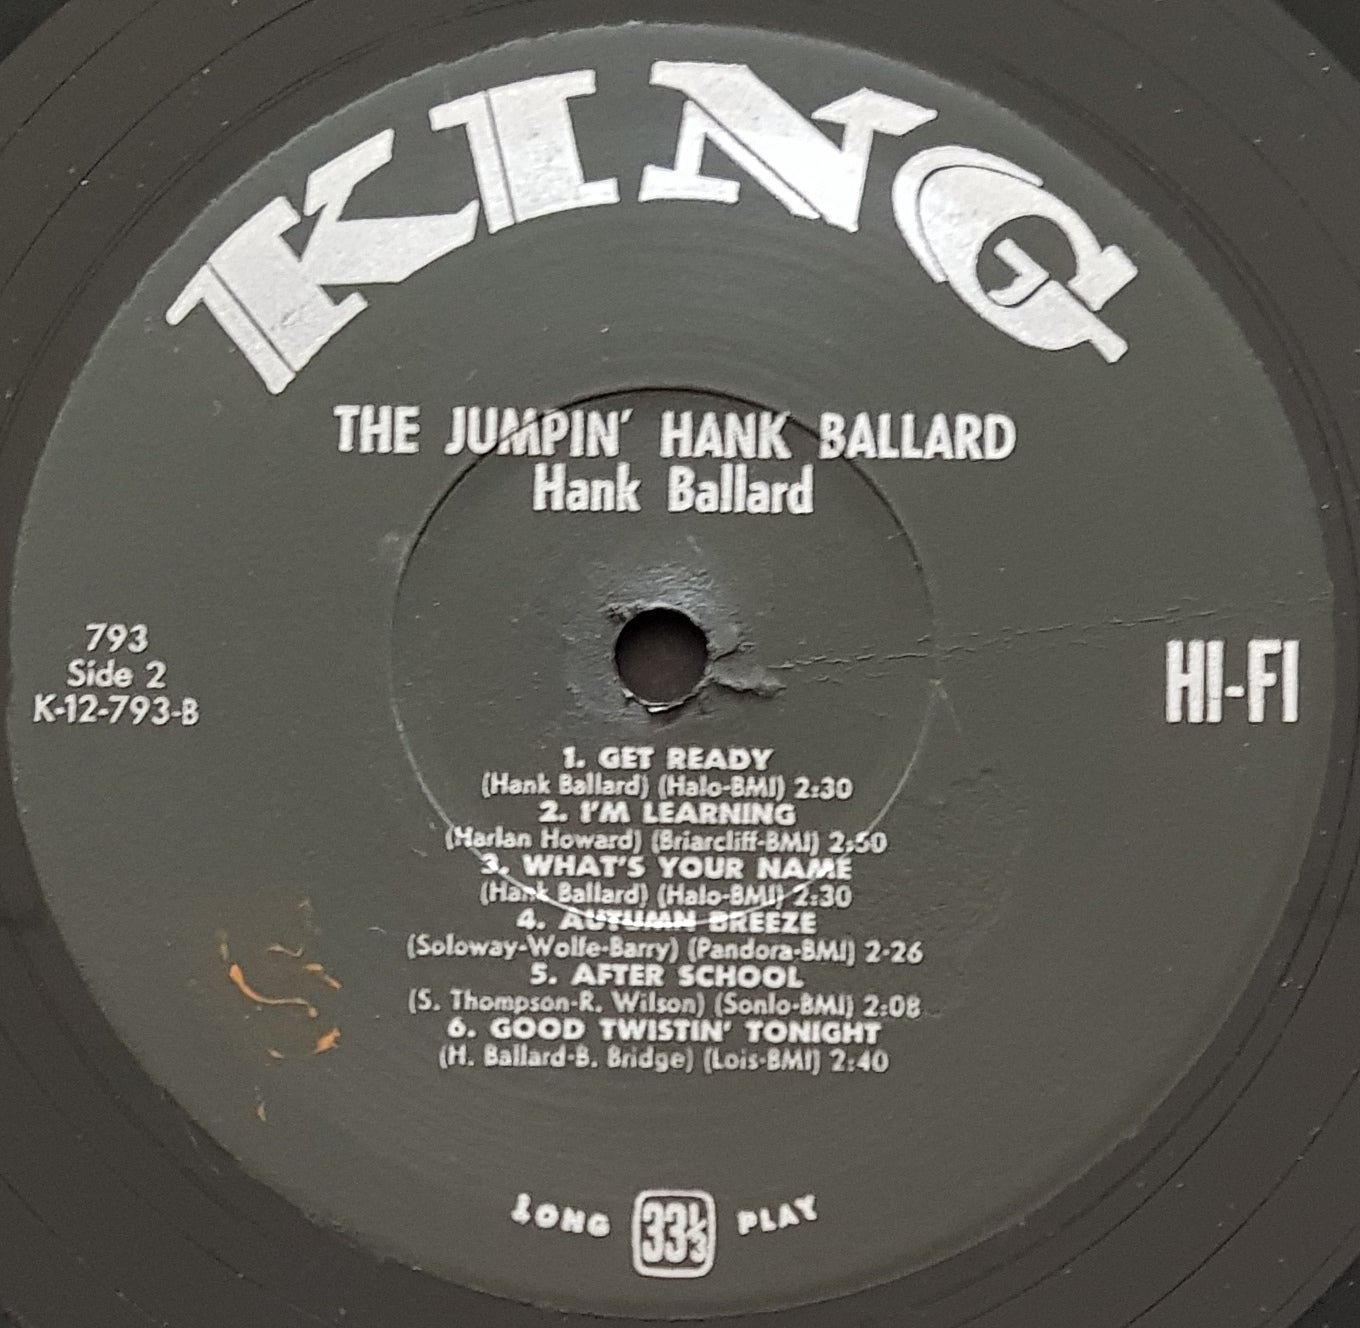 KING
THE JUMPIN' HANK BALLARD
Hank Ballard
793
Side 2
K-12-793-B
HI-FI
1. GET READY
(Hank Ballard) (Halo-BMI) 2:30
2. I'M LEARNING
(Harlan Howard) (Briarcliff-BMI) 2:50
3. WHAT'S YOUR NAME
(Hank Ballard) (Halo-BMI) 2:30
4. AUTUMN BREEZE
(Soloway-Wolfe-Barry) (Pandora-BMI) 2-26
5. AFTER SCHOOL
(S. Thompson-R. Wilson) (Sonlo-BMI) 2:08
6. GOOD TWISTIN' TONIGHT
(H. Ballard-B. Bridge) (Lois-BMI) 2:40
LONG 33⅓ PLAY